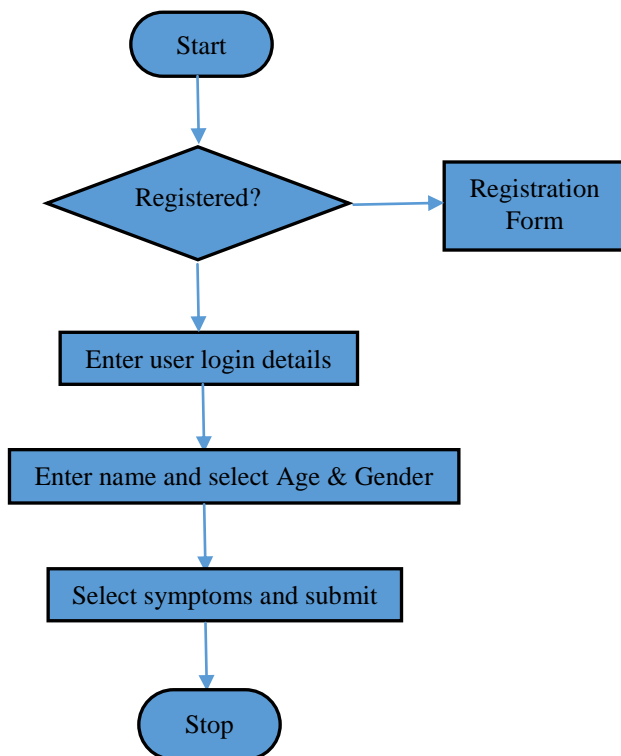 Start
Registered?
Registration
Form
Enter user login details
Enter name and select Age & Gender
Select symptoms and submit
Stop